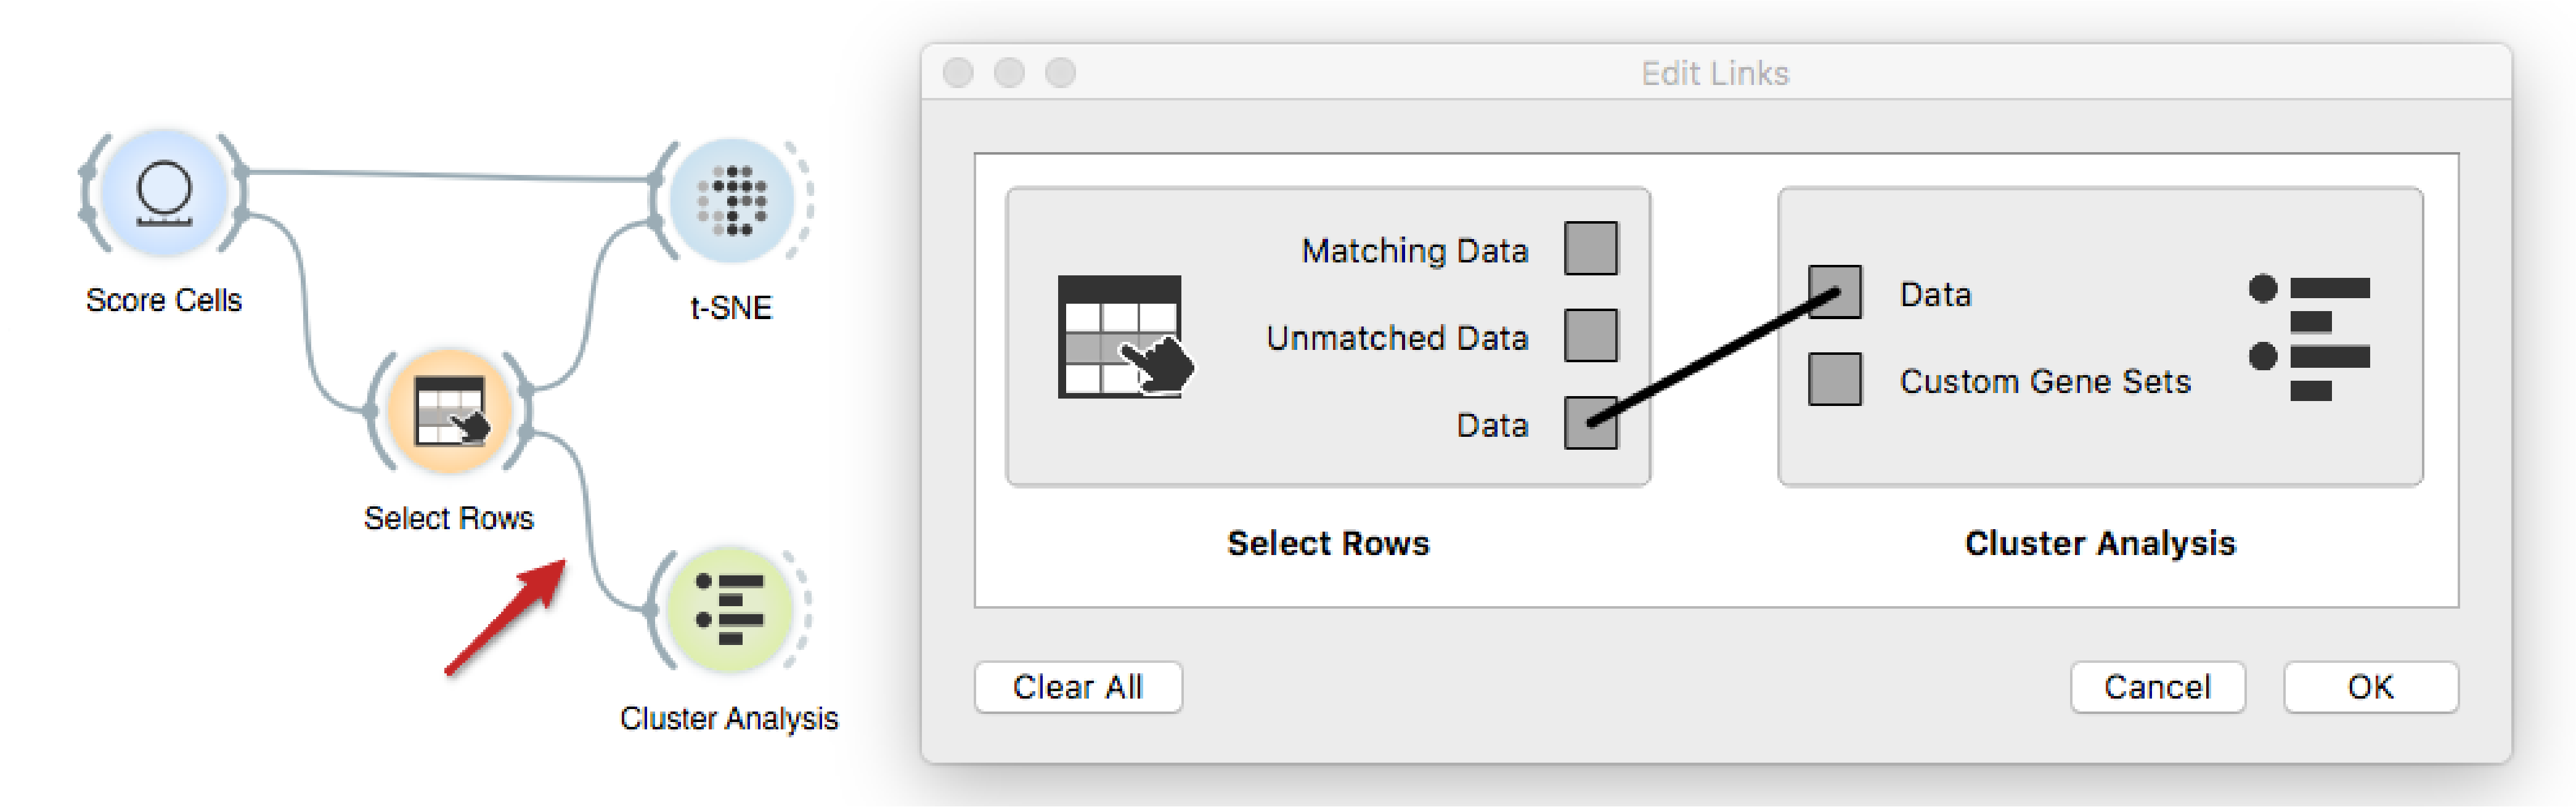 Score Cells
t-SNE
Select Rows
Cluster Analysis
Edit Links
Matching Data
Unmatched Data
Data
Data
Custom Gene Sets
Select Rows
Cluster Analysis
Clear All
Cancel
OK